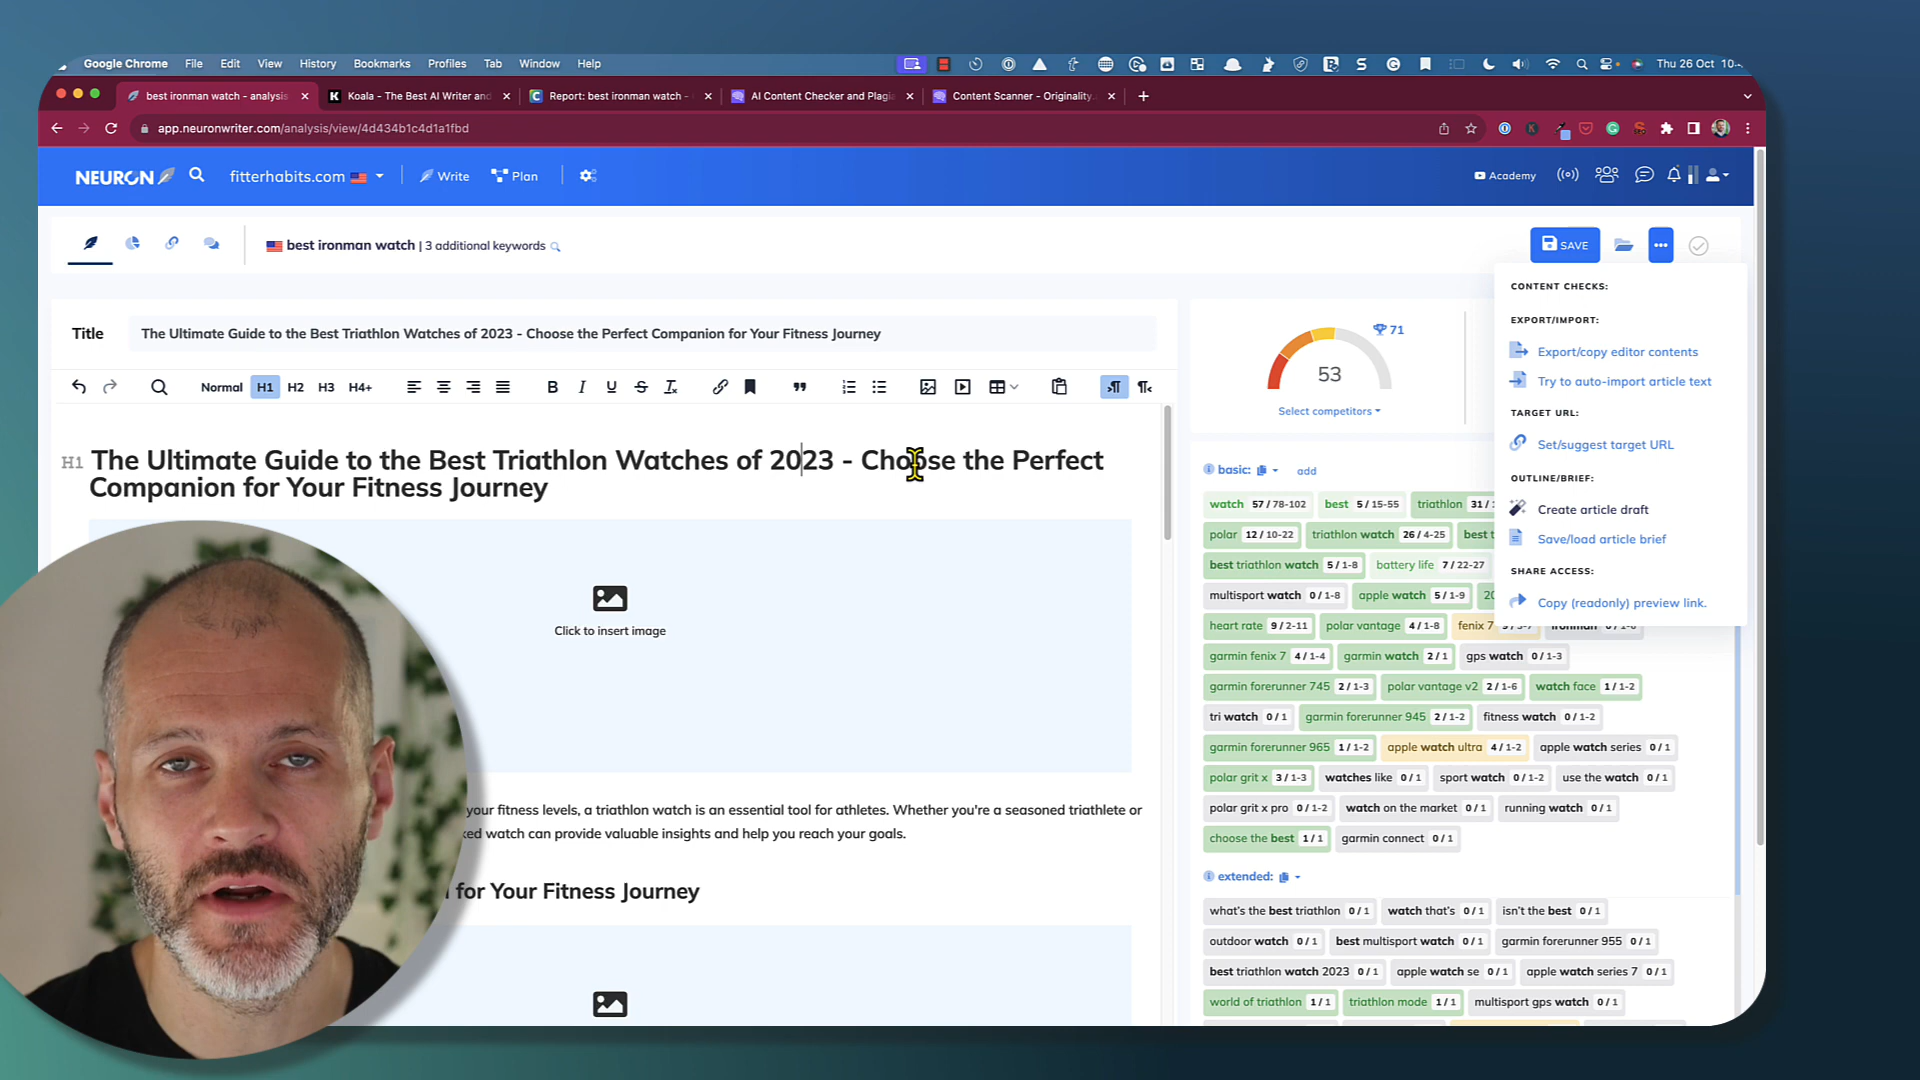 Google Chrome File Edit View History Bookmarks Profiles Tab Window Help Thu 26 Oct
best ironman watch - analysis
Koala - The Best AI Writer and
Report: best ironman watch -
AI Content Checker and Plagia
Content Scanner - Originality.
app.neuronwriter.com/analysis/view/4d434b1c4d1a1fbd
NEURON fitterhabits.com Write Plan Academy
best ironman watch | 3 additional keywords
SAVE
CONTENT CHECKS:
EXPORT/IMPORT:
Export/copy editor contents
Try to auto-import article text
TARGET URL:
Set/suggest target URL
OUTLINE/BRIEF:
Create article draft
Save/load article brief
SHARE ACCESS:
Copy (readonly) preview link.
Title The Ultimate Guide to the Best Triathlon Watches of 2023 - Choose the Perfect Companion for Your Fitness Journey
Normal H1 H2 H3 H4+
H1 The Ultimate Guide to the Best Triathlon Watches of 2023 - Choose the Perfect
Companion for Your Fitness Journey
Click to insert image
your fitness levels, a triathlon watch is an essential tool for athletes. Whether you're a seasoned triathlete or
ked watch can provide valuable insights and help you reach your goals.
for Your Fitness Journey
71
53
Select competitors
basic: add
watch 57 / 78-102 best 5 / 15-55 triathlon 31 /
polar 12 / 10-22 triathlon watch 26 / 4-25 best t
best triathlon watch 5 / 1-8 battery life 7 / 22-27
multisport watch 0 / 1-8 apple watch 5 / 1-9 20
heart rate 9 / 2-11 polar vantage 4 / 1-8 fenix 7 ironman
garmin fenix 7 4 / 1-4 garmin watch 2 / 1 gps watch 0 / 1-3
garmin forerunner 745 2 / 1-3 polar vantage v2 2 / 1-6 watch face 1 / 1-2
tri watch 0 / 1 garmin forerunner 945 2 / 1-2 fitness watch 0 / 1-2
garmin forerunner 965 1 / 1-2 apple watch ultra 4 / 1-2 apple watch series 0 / 1
polar grit x 3 / 1-3 watches like 0 / 1 sport watch 0 / 1-2 use the watch 0 / 1
polar grit x pro 0 / 1-2 watch on the market 0 / 1 running watch 0 / 1
choose the best 1 / 1 garmin connect 0 / 1
extended:
what's the best triathlon 0 / 1 watch that's 0 / 1 isn't the best 0 / 1
outdoor watch 0 / 1 best multisport watch 0 / 1 garmin forerunner 955 0 / 1
best triathlon watch 2023 0 / 1 apple watch se 0 / 1 apple watch series 7 0 / 1
world of triathlon 1 / 1 triathlon mode 1 / 1 multisport gps watch 0 / 1